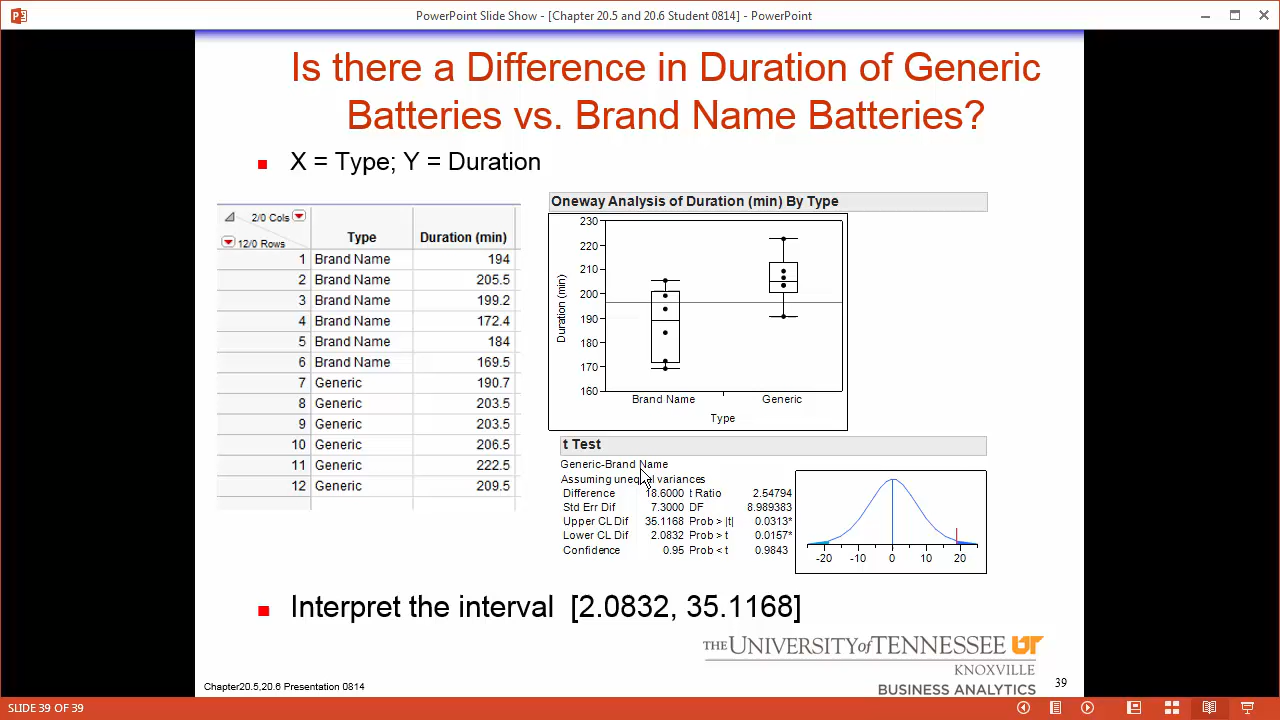 PowerPoint Slide Show - [Chapter 20.5 and 20.6 Student 0814] - PowerPoint
Is there a Difference in Duration of Generic
Batteries vs. Brand Name Batteries?
X = Type; Y = Duration
2/0 Cols
12/0 Rows Type Duration (min)
1 Brand Name 194
2 Brand Name 205.5
3 Brand Name 199.2
4 Brand Name 172.4
5 Brand Name 184
6 Brand Name 169.5
7 Generic 190.7
8 Generic 203.5
9 Generic 203.5
10 Generic 206.5
11 Generic 222.5
12 Generic 209.5
Oneway Analysis of Duration (min) By Type
230
220
210
200
190
180
170
160
Duration (min)
Brand Name Generic
Type
t Test
Generic-Brand Name
Assuming unequal variances
Difference 18.6000 t Ratio 2.54794
Std Err Dif 7.3000 DF 8.989383
Upper CL Dif 35.1168 Prob > |t| 0.0313*
Lower CL Dif 2.0832 Prob > t 0.0157*
Confidence 0.95 Prob < t 0.9843
-20 -10 0 10 20
Interpret the interval [2.0832, 35.1168]
THE UNIVERSITY of TENNESSEE UT
KNOXVILLE
BUSINESS ANALYTICS
Chapter20.5,20.6 Presentation 0814
39
SLIDE 39 OF 39